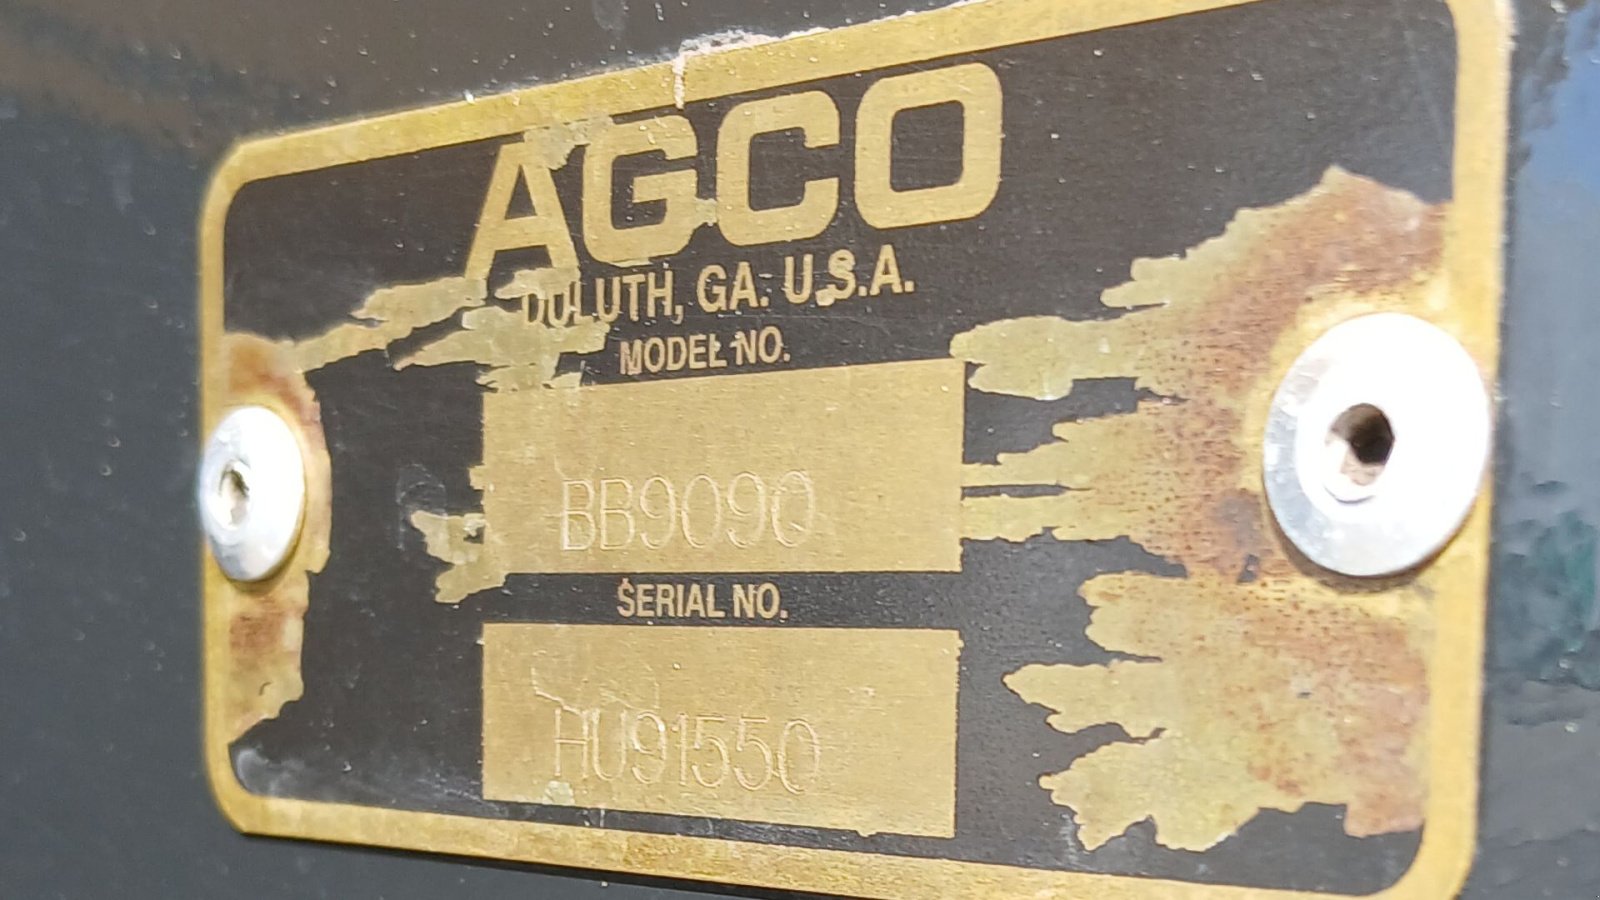 AGCO
DULUTH, GA. U.S.A.
MODEL NO.
BB9090
SERIAL NO.
HU91550